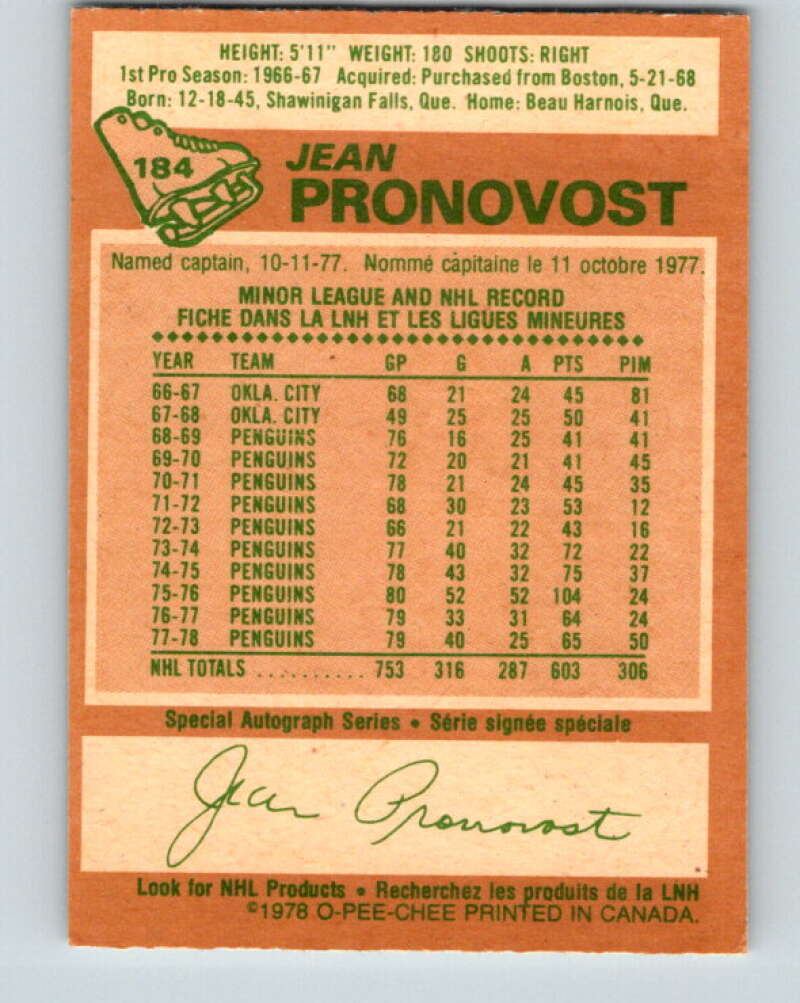 HEIGHT: 5'11" WEIGHT: 180 SHOOTS: RIGHT
1st Pro Season: 1966-67 Acquired: Purchased from Boston, 5-21-68
Born: 12-18-45, Shawinigan Falls, Que. Home: Beau Harnois, Que.
184
JEAN
PRONOVOST
Named captain, 10-11-77. Nommé capitaine le 11 octobre 1977.
MINOR LEAGUE AND NHL RECORD
FICHE DANS LA LNH ET LES LIGUES MINEURES
YEAR TEAM GP G A PTS PIM
66-67 OKLA. CITY 68 21 24 45 81
67-68 OKLA. CITY 49 25 25 50 41
68-69 PENGUINS 76 16 25 41 41
69-70 PENGUINS 72 20 21 41 45
70-71 PENGUINS 78 21 24 45 35
71-72 PENGUINS 68 30 23 53 12
72-73 PENGUINS 66 21 22 43 16
73-74 PENGUINS 77 40 32 72 22
74-75 PENGUINS 78 43 32 75 37
75-76 PENGUINS 80 52 52 104 24
76-77 PENGUINS 79 33 31 64 24
77-78 PENGUINS 79 40 25 65 50
NHL TOTALS .......... 753 316 287 603 306
Special Autograph Series • Série signée spéciale
Jean Pronovost
Look for NHL Products • Recherchez les produits de la LNH
©1978 O-PEE-CHEE PRINTED IN CANADA.